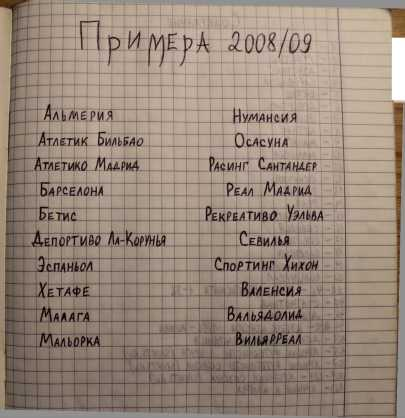 Примера 2008/09
Альмерия
Атлетик Бильбао
Атлетико Мадрид
Барселона
Бетис
Депортиво Ла-Корунья
Эспаньол
Хетафе
Малага
Мальорка
Нумансия
Осасуна
Расинг Сантандер
Реал Мадрид
Рекреативо Уэльва
Севилья
Спортинг Хихон
Валенсия
Вальядолид
Вильярреал